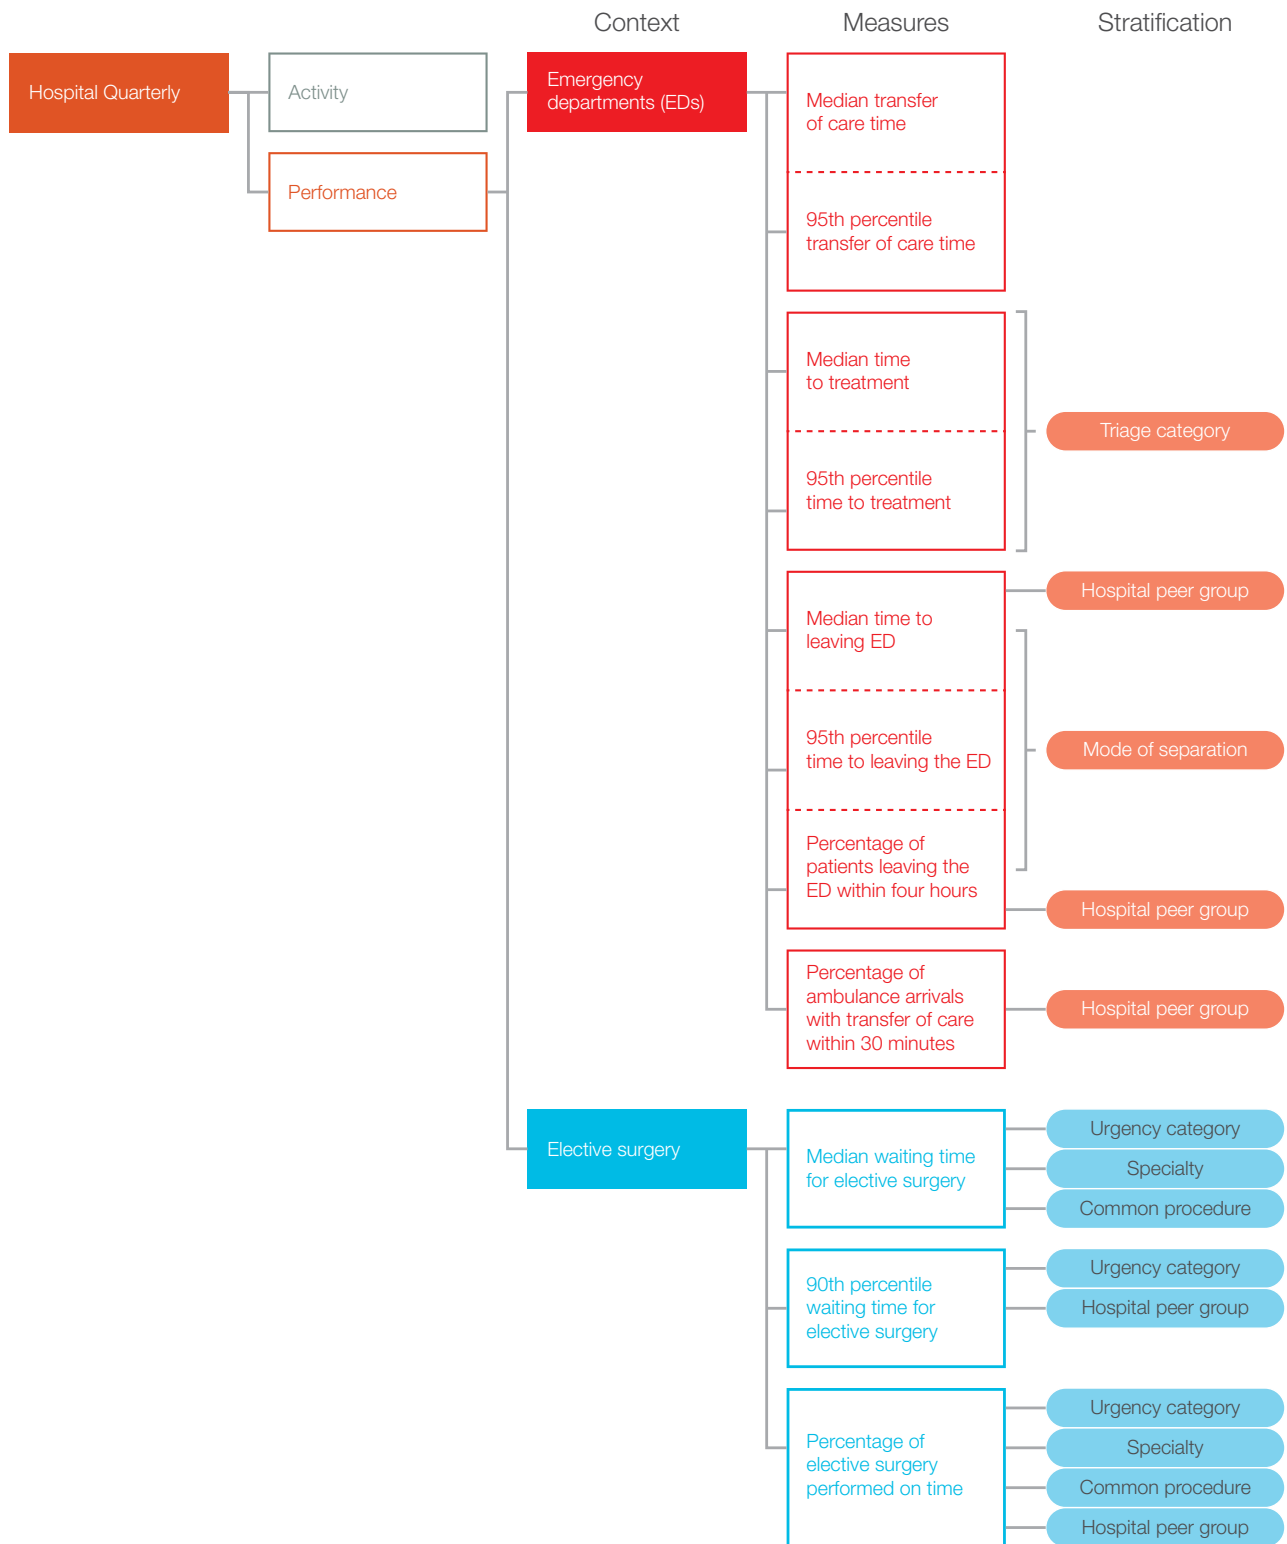 Context
Measures
Stratification
Hospital Quarterly
Activity
Performance
Emergency
departments (EDs)
Median transfer
of care time
95th percentile
transfer of care time
Median time
to treatment
95th percentile
time to treatment
Triage category
Median time to
leaving ED
Hospital peer group
95th percentile
time to leaving the ED
Mode of separation
Percentage of
patients leaving the
ED within four hours
Hospital peer group
Percentage of
ambulance arrivals
with transfer of care
within 30 minutes
Hospital peer group
Elective surgery
Median waiting time
for elective surgery
Urgency category
Specialty
Common procedure
90th percentile
waiting time for
elective surgery
Urgency category
Hospital peer group
Percentage of
elective surgery
performed on time
Urgency category
Specialty
Common procedure
Hospital peer group